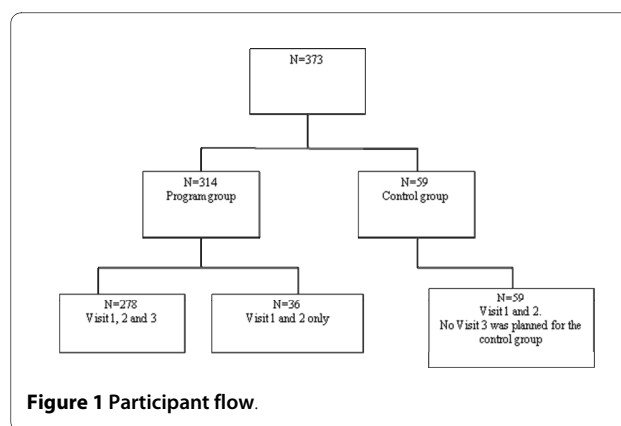 N=373
N=314
Program group
N=59
Control group
N=278
Visit 1, 2 and 3
N=36
Visit 1 and 2 only
N=59
Visit 1 and 2.
No Visit 3 was planned for the
control group
Figure 1 Participant flow.